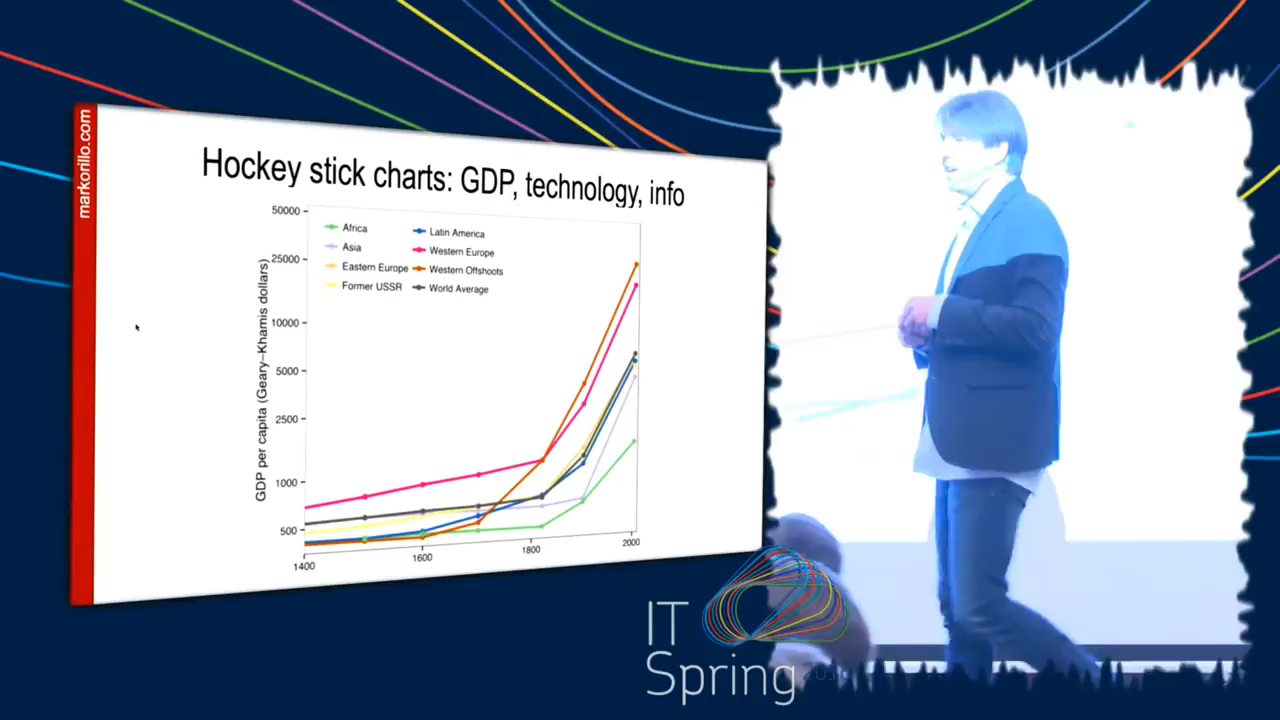 markorillo.com
Hockey stick charts: GDP, technology, info
GDP per capita (Geary–Khamis dollars)
50000
25000
10000
5000
2500
1000
500
Africa
Asia
Eastern Europe
Former USSR
Latin America
Western Europe
Western Offshoots
World Average
1400
1600
1800
2000
IT
Spring